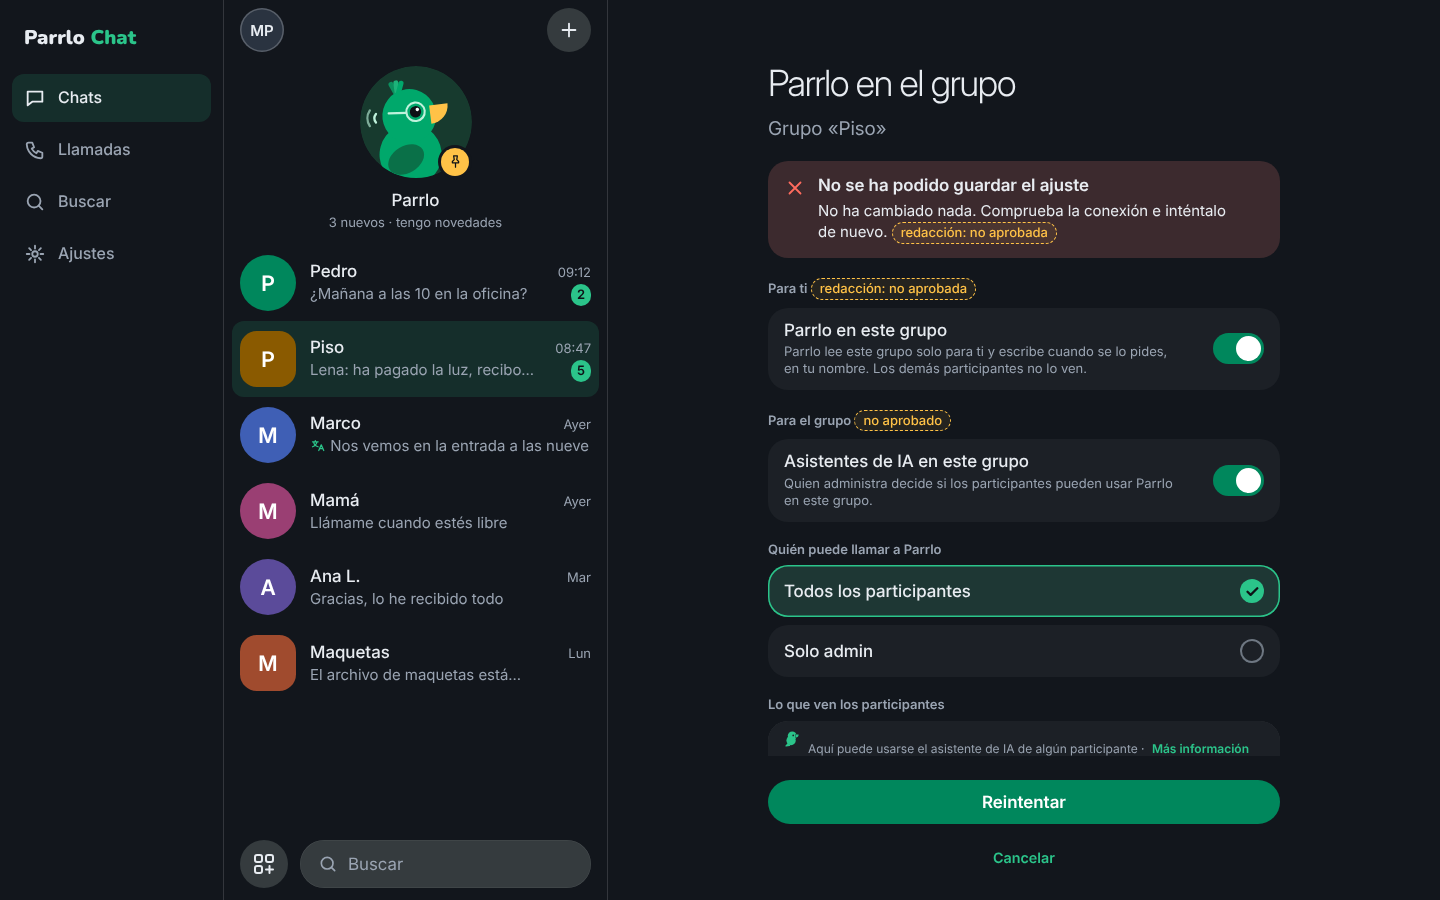 Parrlo Chat
Chats
Llamadas
Buscar
Ajustes
MP
Parrlo
3 nuevos · tengo novedades
P
Pedro
09:12
¿Mañana a las 10 en la oficina?
2
P
Piso
08:47
Lena: ha pagado la luz, recibo...
5
M
Marco
Ayer
Nos vemos en la entrada a las nueve
M
Mamá
Ayer
Llámame cuando estés libre
A
Ana L.
Mar
Gracias, lo he recibido todo
M
Maquetas
Lun
El archivo de maquetas está...
Buscar
Parrlo en el grupo
Grupo «Piso»
No se ha podido guardar el ajuste
No ha cambiado nada. Comprueba la conexión e inténtalo
de nuevo. redacción: no aprobada
Para ti redacción: no aprobada
Parrlo en este grupo
Parrlo lee este grupo solo para ti y escribe cuando se lo pides,
en tu nombre. Los demás participantes no lo ven.
Para el grupo no aprobado
Asistentes de IA en este grupo
Quien administra decide si los participantes pueden usar Parrlo
en este grupo.
Quién puede llamar a Parrlo
Todos los participantes
Solo admin
Lo que ven los participantes
Aquí puede usarse el asistente de IA de algún participante · Más información
Reintentar
Cancelar